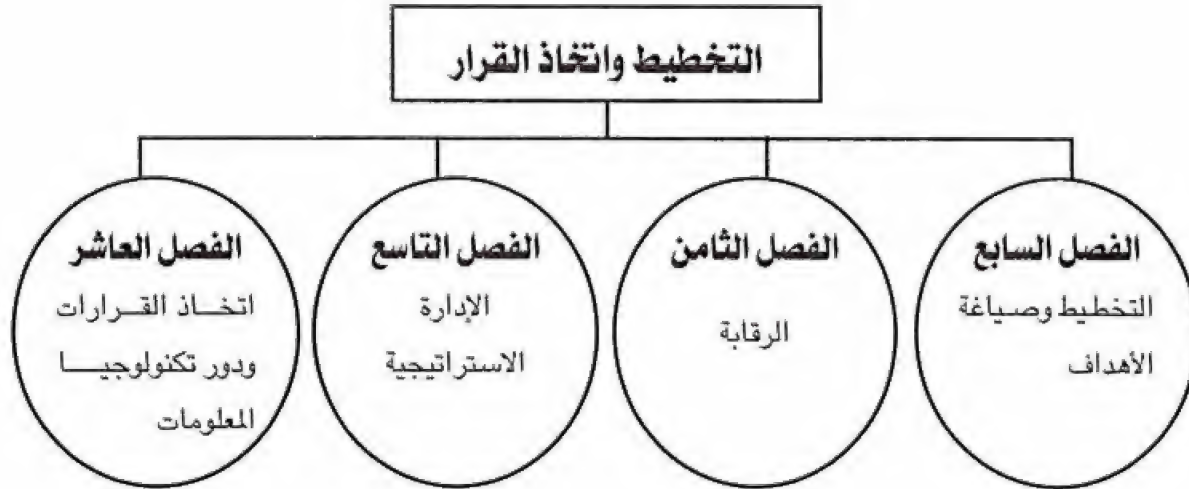 التخطيط واتخاذ القرار
الفصل السابع
التخطيط وصياغة
الأهداف
الفصل الثامن
الرقابة
الفصل التاسع
الإدارة
الاستراتيجية
الفصل العاشر
اتخاذ القرارات
ودور تكنولوجيا
المعلومات